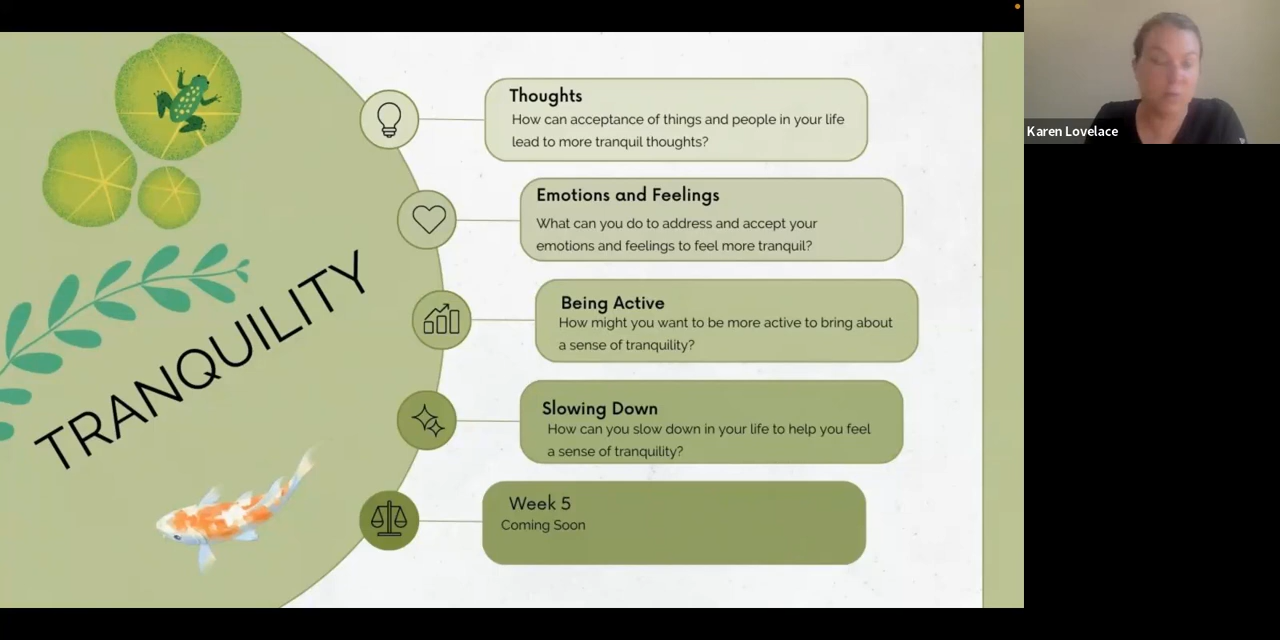 TRANQUILITY
Thoughts
How can acceptance of things and people in your life
lead to more tranquil thoughts?
Emotions and Feelings
What can you do to address and accept your
emotions and feelings to feel more tranquil?
Being Active
How might you want to be more active to bring about
a sense of tranquility?
Slowing Down
How can you slow down in your life to help you feel
a sense of tranquility?
Week 5
Coming Soon
Karen Lovelace